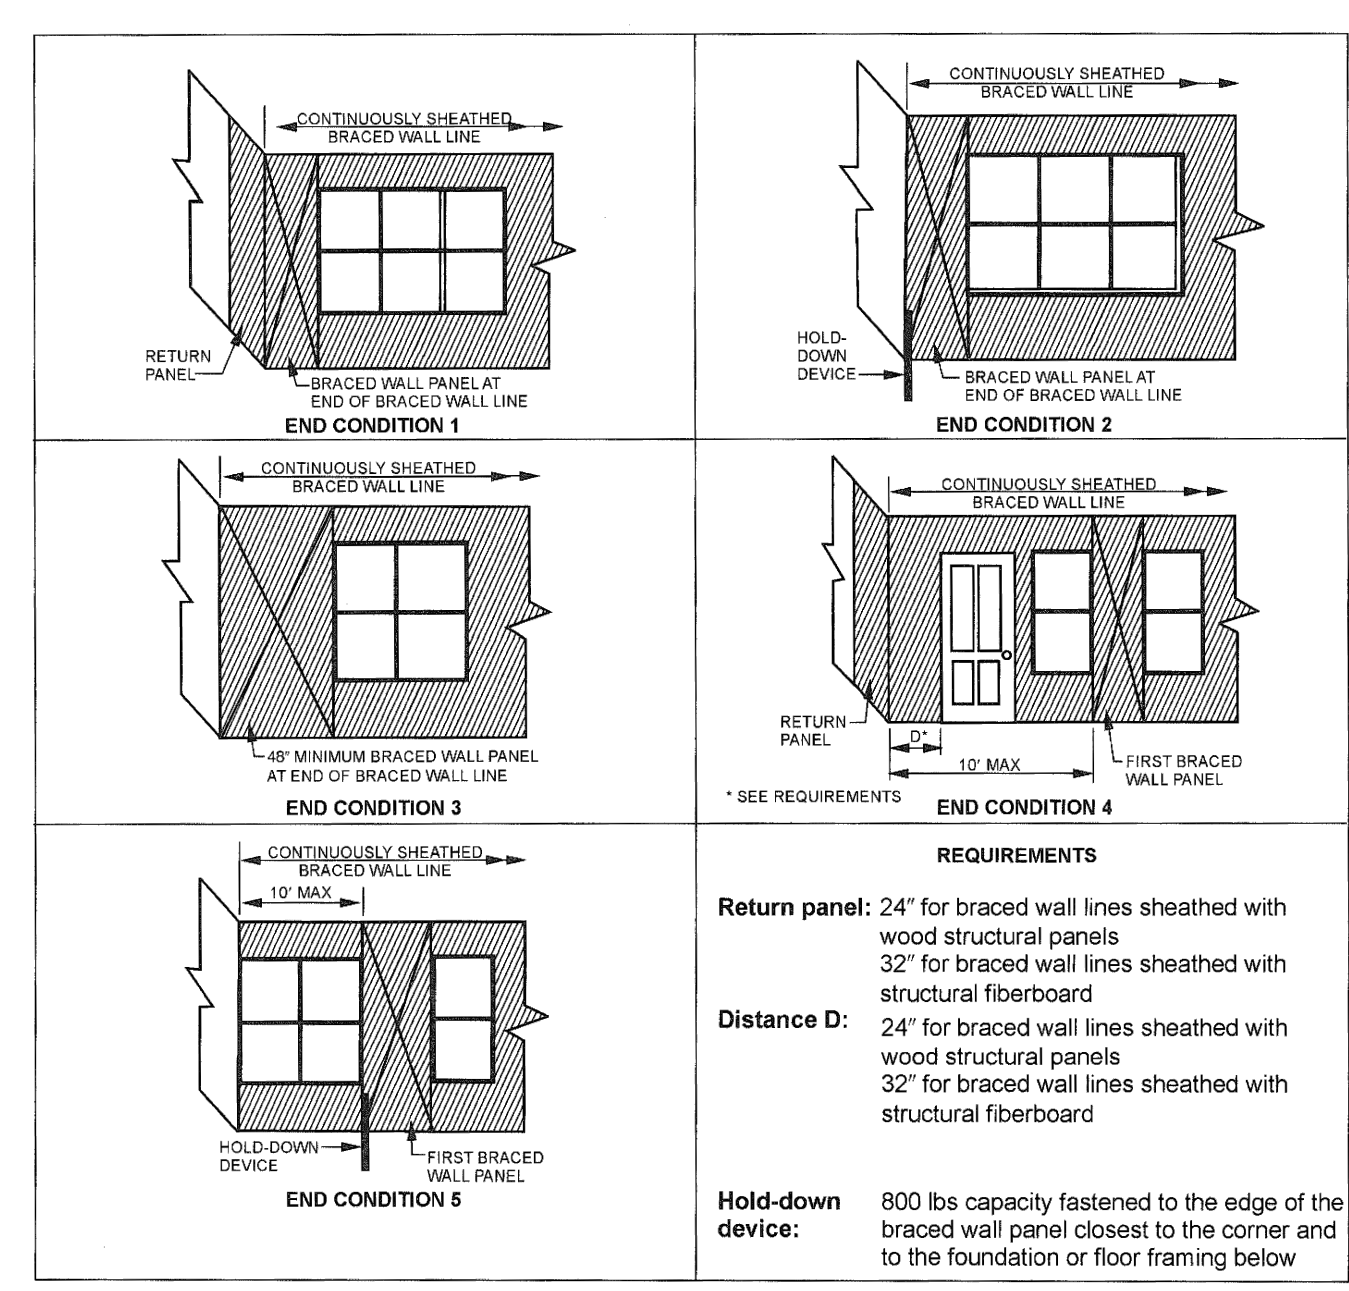 CONTINUOUSLY SHEATHED
BRACED WALL LINE
RETURN
PANEL
BRACED WALL PANEL AT
END OF BRACED WALL LINE
END CONDITION 1
CONTINUOUSLY SHEATHED
BRACED WALL LINE
HOLD-
DOWN
DEVICE
BRACED WALL PANEL AT
END OF BRACED WALL LINE
END CONDITION 2
CONTINUOUSLY SHEATHED
BRACED WALL LINE
48" MINIMUM BRACED WALL PANEL
AT END OF BRACED WALL LINE
END CONDITION 3
CONTINUOUSLY SHEATHED
BRACED WALL LINE
RETURN
PANEL
D*
10' MAX
FIRST BRACED
WALL PANEL
* SEE REQUIREMENTS
END CONDITION 4
CONTINUOUSLY SHEATHED
BRACED WALL LINE
10' MAX
HOLD-DOWN
DEVICE
FIRST BRACED
WALL PANEL
END CONDITION 5
REQUIREMENTS
Return panel: 24" for braced wall lines sheathed with
wood structural panels
32" for braced wall lines sheathed with
structural fiberboard
Distance D: 24" for braced wall lines sheathed with
wood structural panels
32" for braced wall lines sheathed with
structural fiberboard
Hold-down 800 lbs capacity fastened to the edge of the
device: braced wall panel closest to the corner and
to the foundation or floor framing below